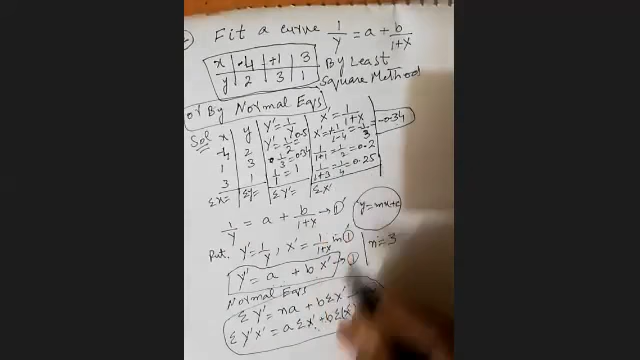 Fit a curve 1/Y = a + b/(1+X)
x | -4 | +1 | 3
y | 2 | 3 | 1
By Least
Square Method
or By Normal Eqs
Sol x | y | Y' = 1/Y | X' = 1/(1+X)
-4 | 2 | Y' = 1/2 = 0.5 | X' = +1/(1-4) = 1/3 = -0.34
1 | 3 | 1/3 = 0.34 | 1/(1+1) = 1/2 = 0.2
3 | 1 | 1/1 = 1 | 1/(1+3) = 1/4 = 0.25
Σx= | Σy= | ΣY'= | ΣX'
1/Y = a + b/(1+X) → ①'
y=mx+c
Put Y' = 1/Y, X' = 1/(1+X) in ①
n=3
Y' = a + b X' → ①
Normal Eqs
ΣY' = na + bΣX'
ΣY'X' = aΣX' + bΣ(X')